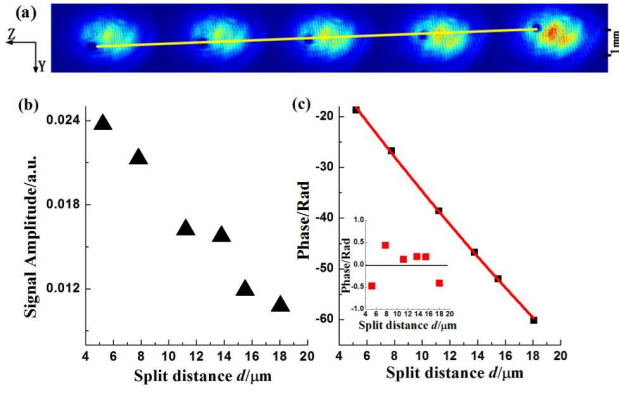 (a)
Z
Y
1mm
(b)
Signal Amplitude/a.u.
0.024
0.018
0.012
4 6 8 10 12 14 16 18 20
Split distance d/μm
(c)
Phase/Rad
-20
-30
-40
-50
-60
4 6 8 10 12 14 16 18 20
Split distance d/μm
Phase/Rad
1.0
0.5
0.0
-0.5
-1.0
4 6 8 10 12 14 16 18 20
Split distance d/μm